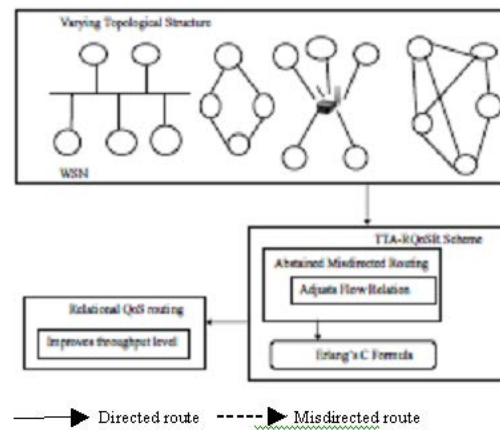 Varying Topological Structure
WSN
TTA-RQoSR Scheme
Abstained Misdirected Routing
Adjusts Flow Relation
Relational QoS routing
Improves throughput level
Erlang's C Formula
Directed route
Misdirected route